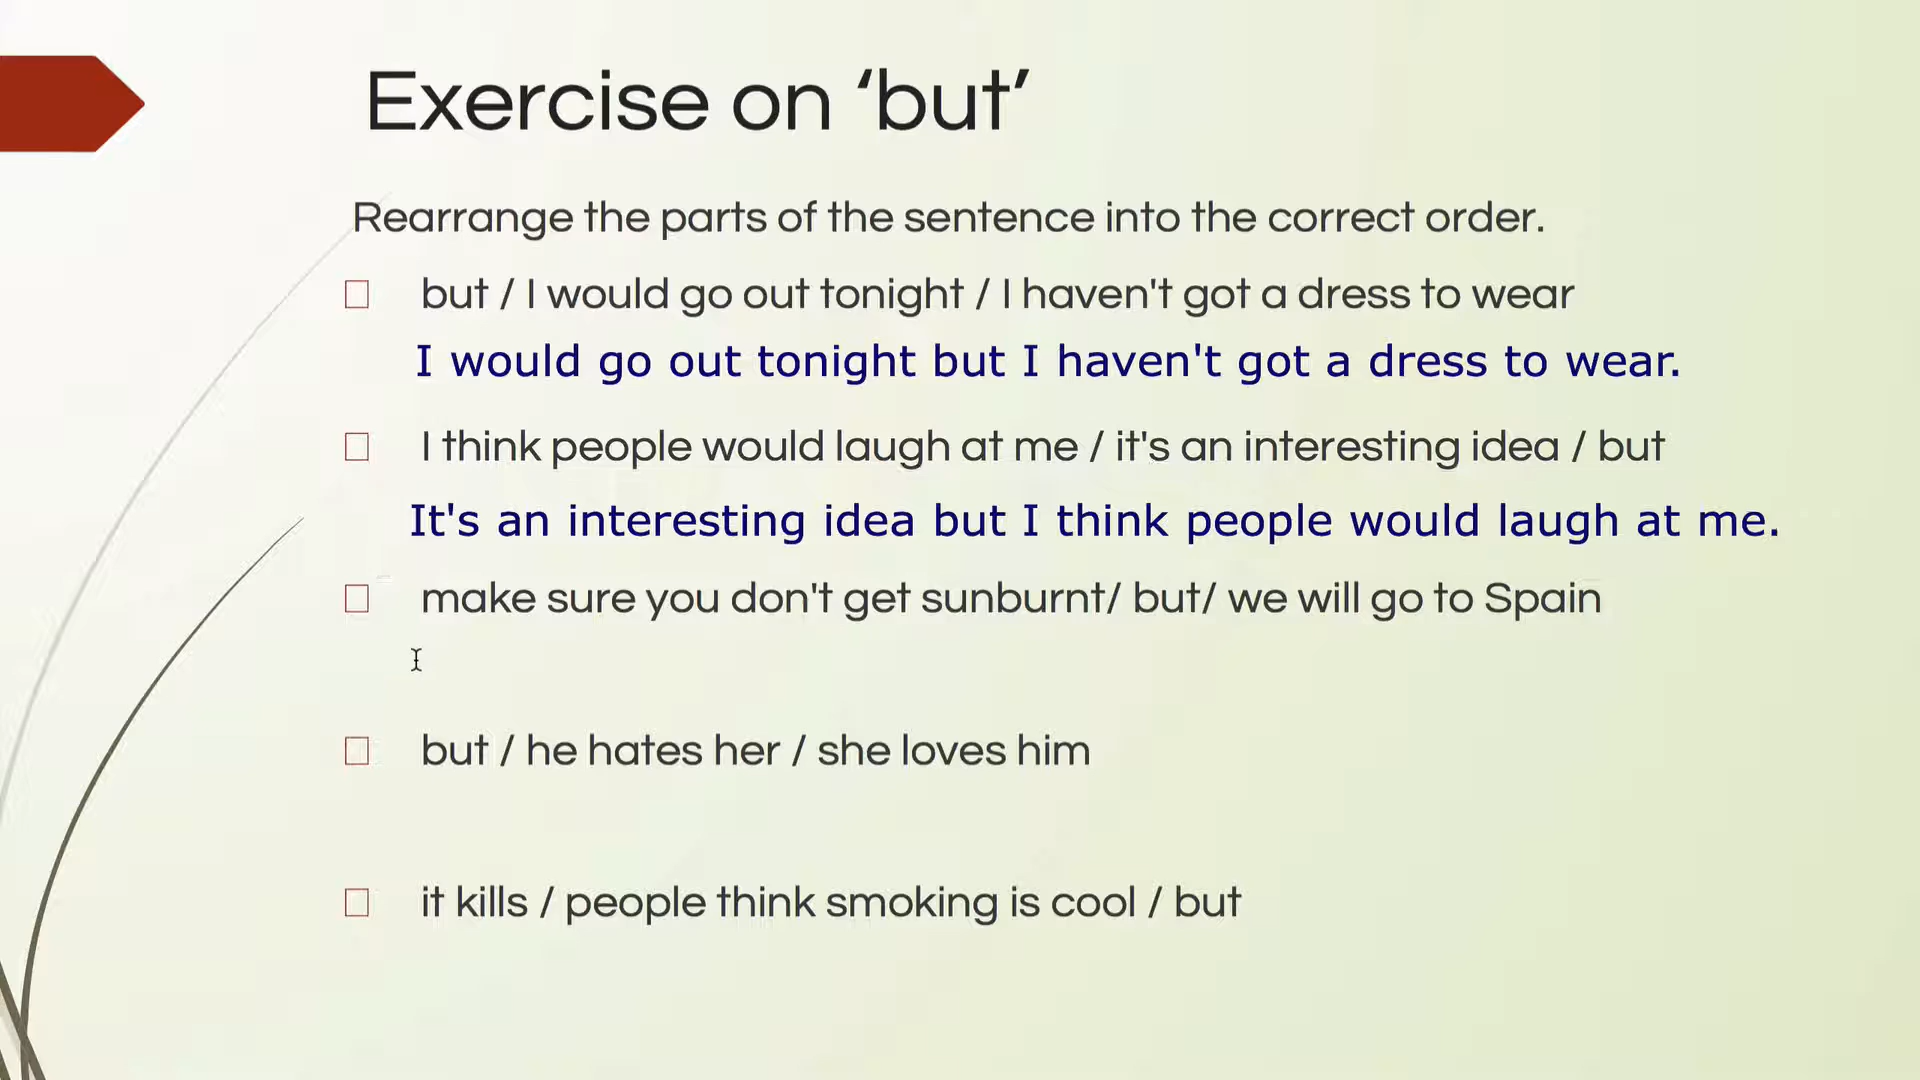 Exercise on ‘but’
Rearrange the parts of the sentence into the correct order.
but / I would go out tonight / I haven't got a dress to wear
I would go out tonight but I haven't got a dress to wear.
I think people would laugh at me / it's an interesting idea / but
It's an interesting idea but I think people would laugh at me.
make sure you don't get sunburnt/ but/ we will go to Spain
but / he hates her / she loves him
it kills / people think smoking is cool / but